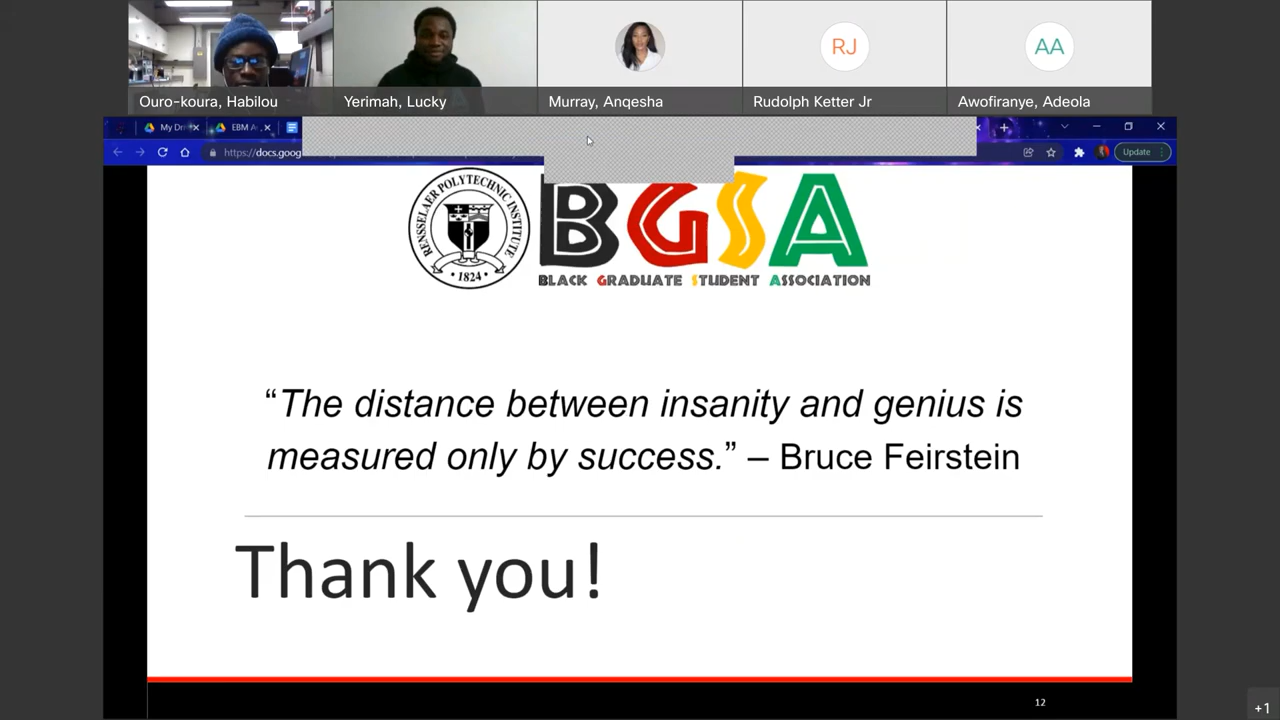 Ouro-koura, Habilou
Yerimah, Lucky
Murray, Anqesha
RJ
Rudolph Ketter Jr
AA
Awofiranye, Adeola
My Dri
EBM A
https://docs.goog
Update
RENSSELAER POLYTECHNIC INSTITUTE
1824
BGSA
BLACK GRADUATE STUDENT ASSOCIATION
“The distance between insanity and genius is
measured only by success.” – Bruce Feirstein
Thank you!
12
+1